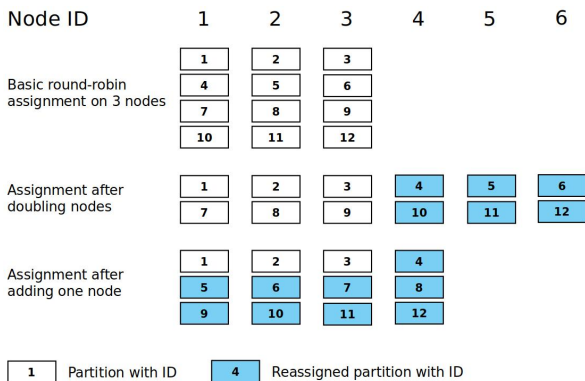 Node ID 1 2 3 4 5 6
1 2 3
Basic round-robin
assignment on 3 nodes
4 5 6
7 8 9
10 11 12
Assignment after
doubling nodes
1 2 3 4 5 6
7 8 9 10 11 12
Assignment after
adding one node
1 2 3 4
5 6 7 8
9 10 11 12
1 Partition with ID 4 Reassigned partition with ID